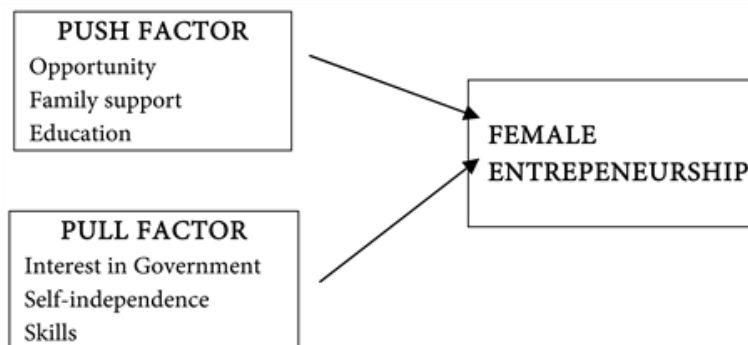 PUSH FACTOR
Opportunity
Family support
Education
FEMALE
ENTREPENEURSHIP
PULL FACTOR
Interest in Government
Self-independence
Skills